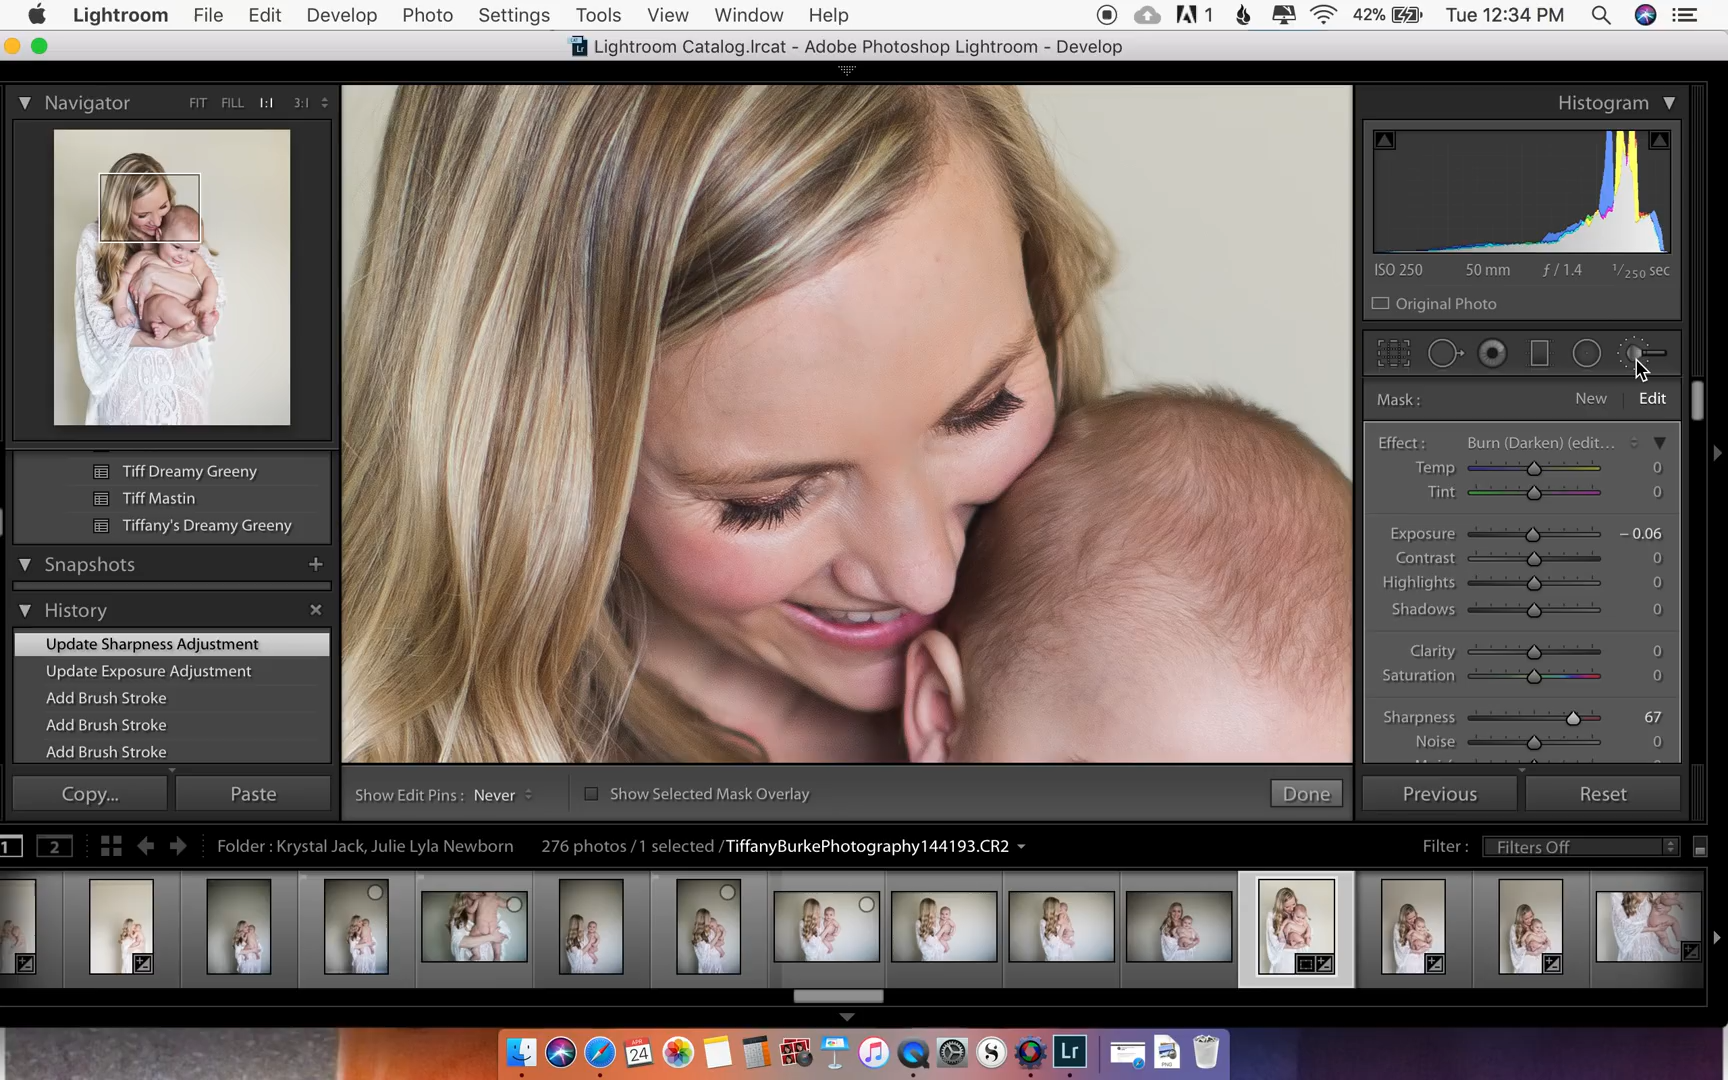 Lightroom File Edit Develop Photo Settings Tools View Window Help 1 42% Tue 12:34 PM
Lightroom Catalog.lrcat - Adobe Photoshop Lightroom - Develop
Navigator FIT FILL 1:1 3:1
Tiff Dreamy Greeny
Tiff Mastin
Tiffany's Dreamy Greeny
Snapshots +
History ×
Update Sharpness Adjustment
Update Exposure Adjustment
Add Brush Stroke
Add Brush Stroke
Add Brush Stroke
Copy... Paste
Show Edit Pins : Never Show Selected Mask Overlay Done
Histogram
ISO 250 50 mm ƒ / 1.4 1/250 sec
Original Photo
Mask : New Edit
Effect : Burn (Darken) (edit...
Temp 0
Tint 0
Exposure – 0.06
Contrast 0
Highlights 0
Shadows 0
Clarity 0
Saturation 0
Sharpness 67
Noise 0
Previous Reset
1 2 Folder : Krystal Jack, Julie Lyla Newborn 276 photos / 1 selected / TiffanyBurkePhotography144193.CR2 Filter : Filters Off
APR
24
Lr
PNG